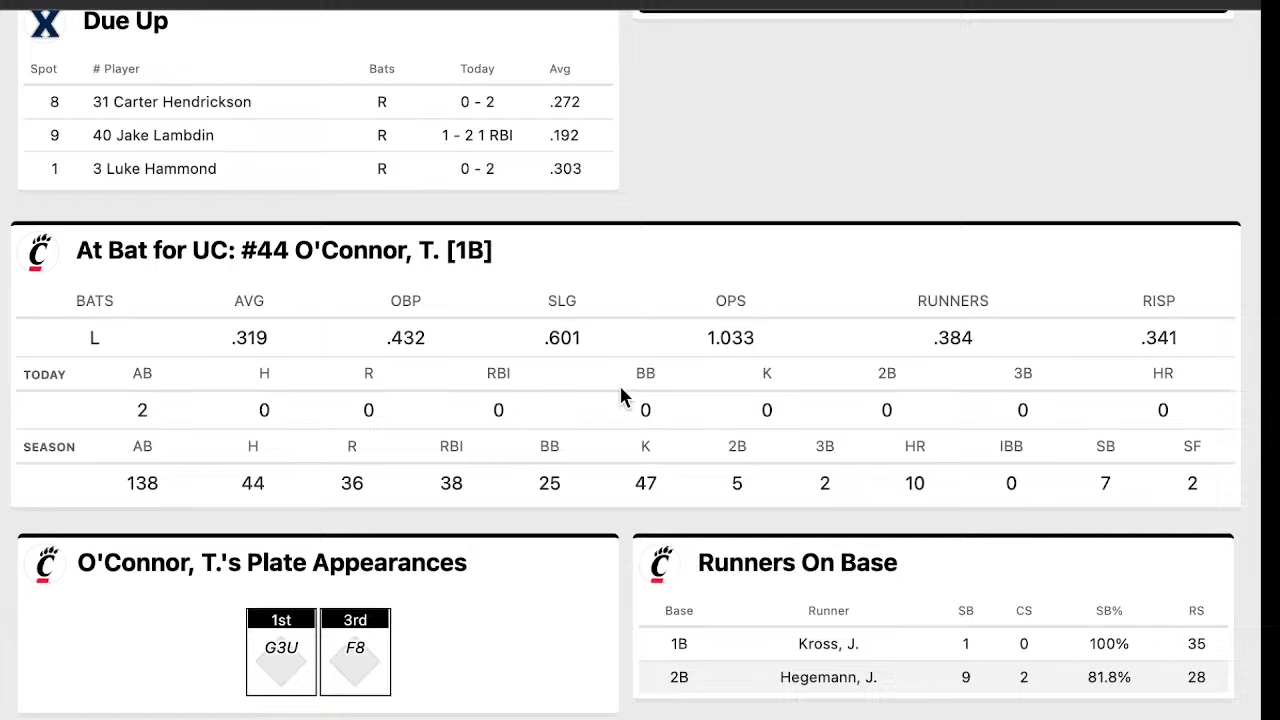 X Due Up
Spot # Player Bats Today Avg
8 31 Carter Hendrickson R 0 - 2 .272
9 40 Jake Lambdin R 1 - 2 1 RBI .192
1 3 Luke Hammond R 0 - 2 .303
C At Bat for UC: #44 O'Connor, T. [1B]
BATS AVG OBP SLG OPS RUNNERS RISP
L .319 .432 .601 1.033 .384 .341
TODAY AB H R RBI BB K 2B 3B HR
2 0 0 0 0 0 0 0 0
SEASON AB H R RBI BB K 2B 3B HR IBB SB SF
138 44 36 38 25 47 5 2 10 0 7 2
C O'Connor, T.'s Plate Appearances
1st 3rd
G3U F8
C Runners On Base
Base Runner SB CS SB% RS
1B Kross, J. 1 0 100% 35
2B Hegemann, J. 9 2 81.8% 28